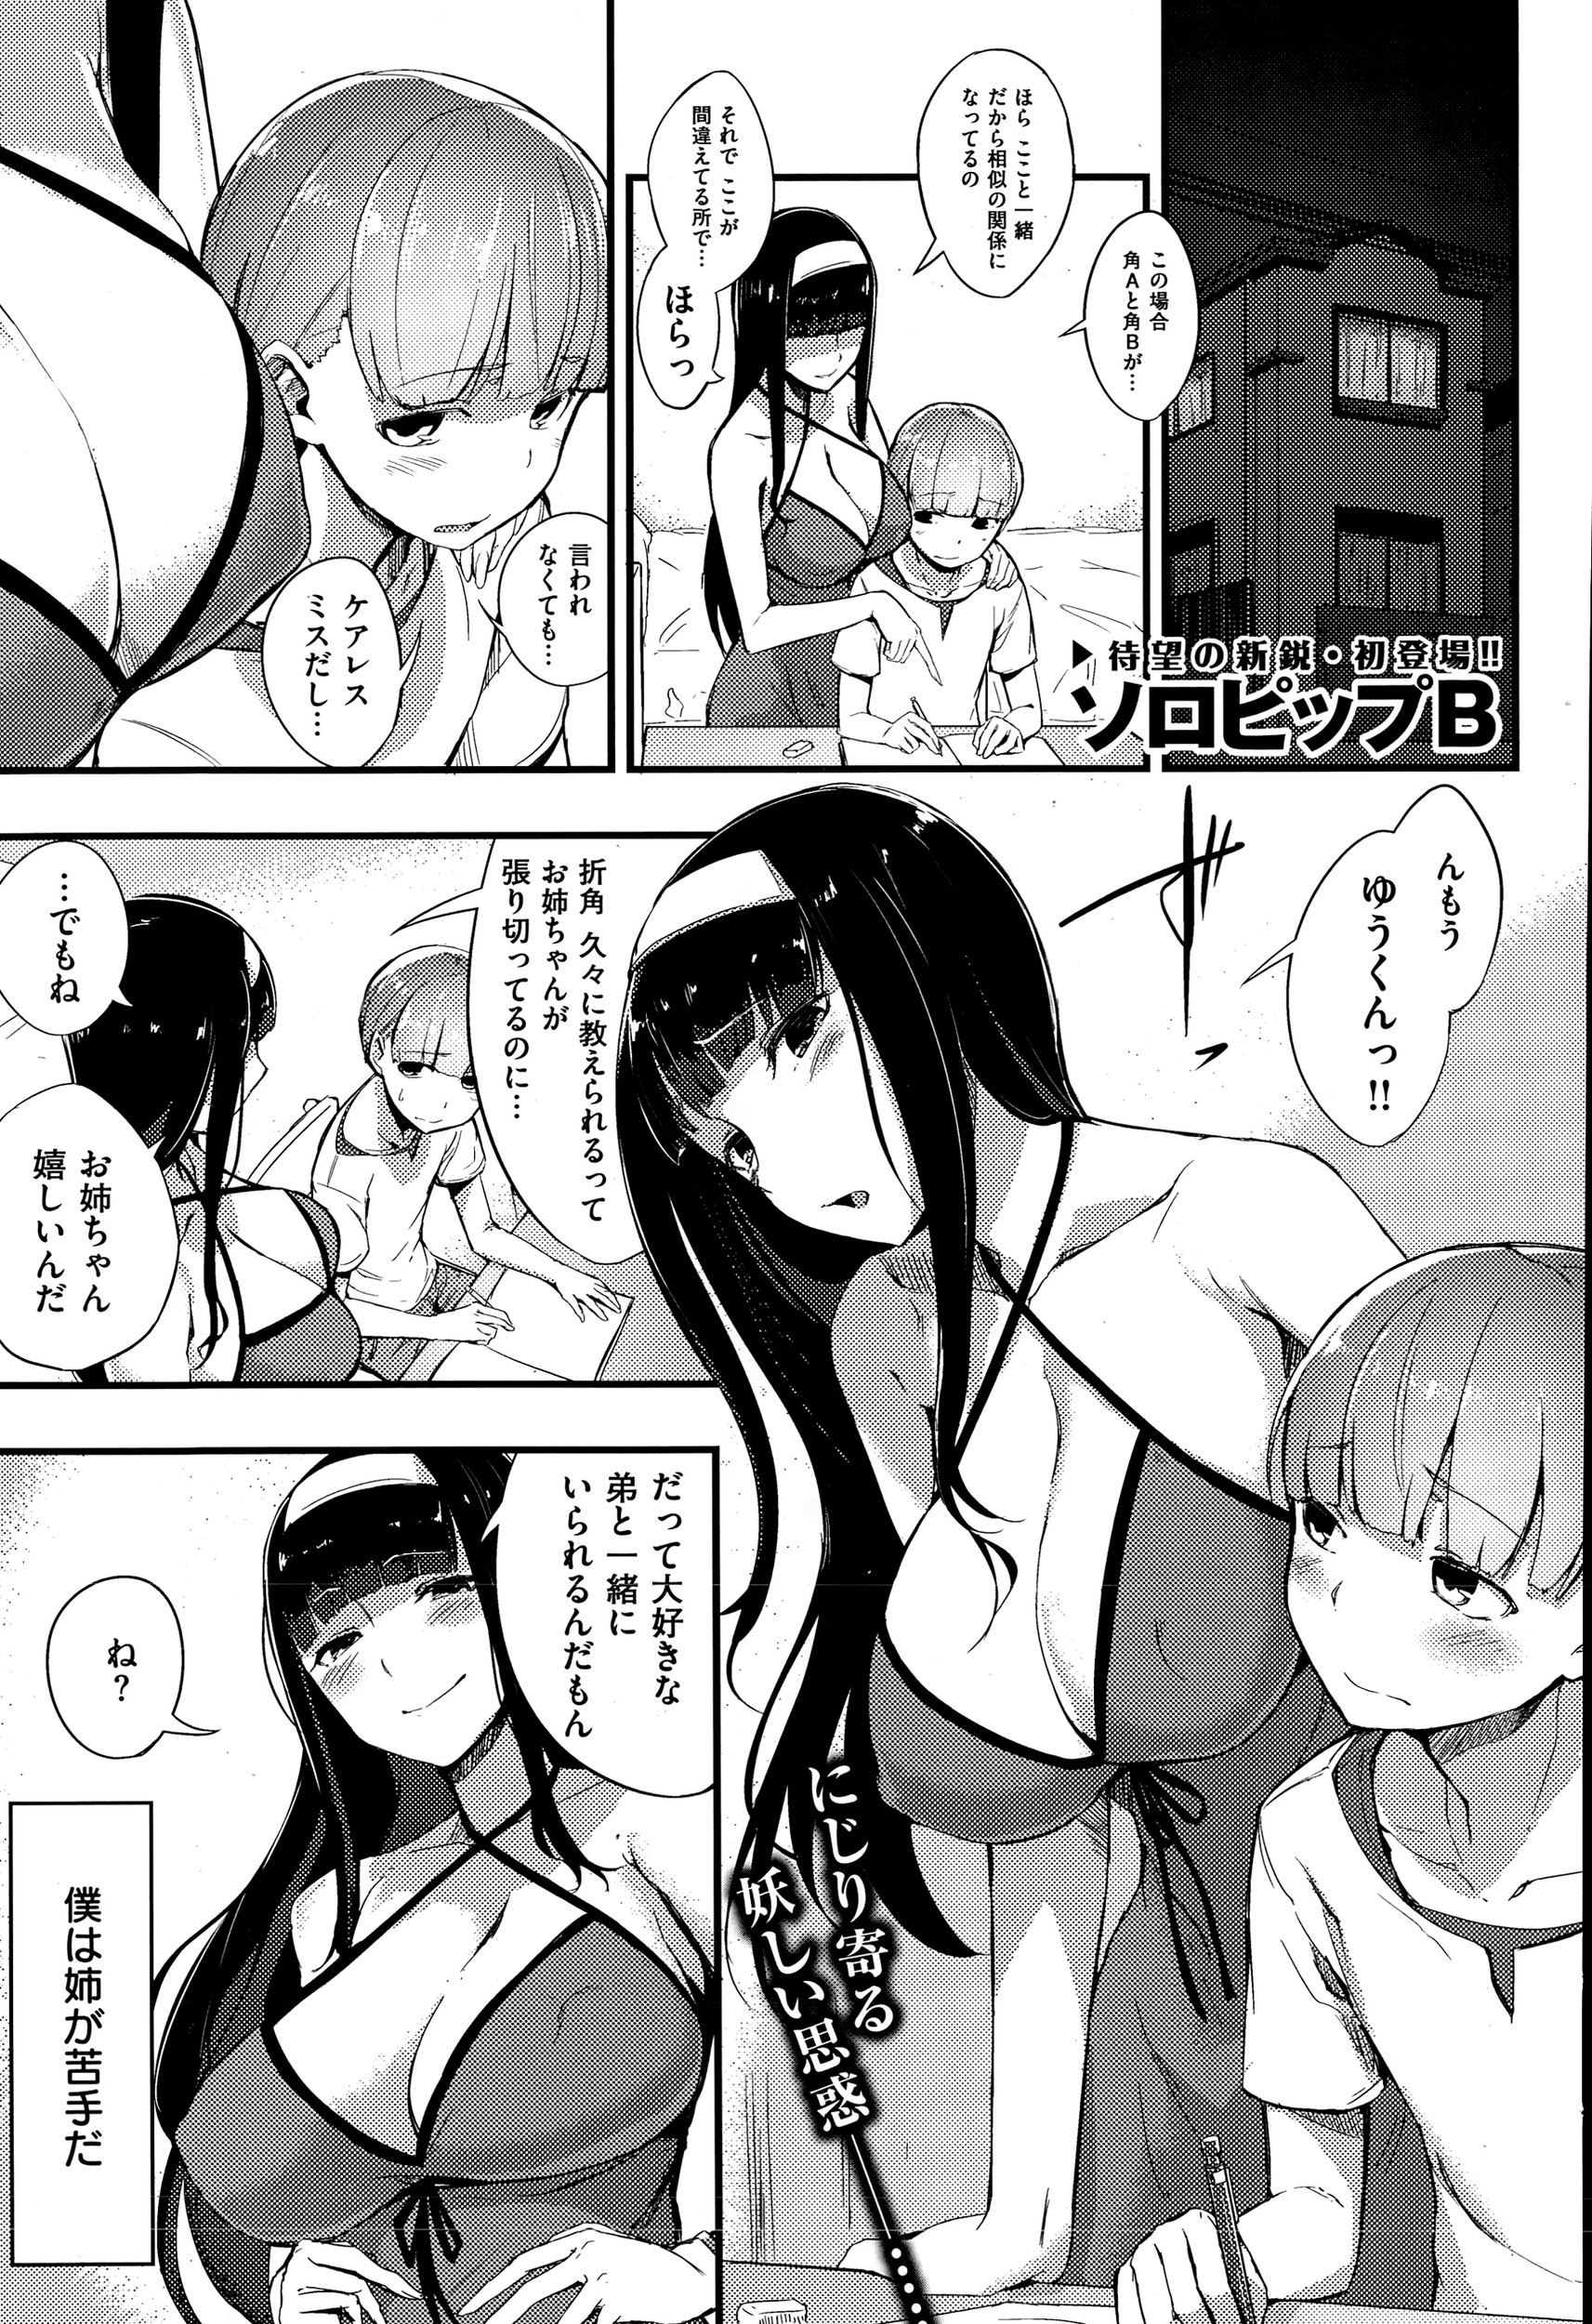 この場合
角Aと角Bが…
ほら ここと一緒
だから相似の関係に
なってるの
それで ここが
間違えてる所で…
ほらっ
▶待望の新鋭・初登場!!
ソロピップB
言われ
なくても…
ケアレス
ミスだし…
んもう
ゆうくんっ!!
折角 久々に教えられるって
お姉ちゃんが
張り切ってるのに…
…でもね
お姉ちゃん
嬉しいんだ
だって大好きな
弟と一緒に
いられるんだもん
ね?
僕は姉が苦手だ
にじり寄る
妖しい思惑──……